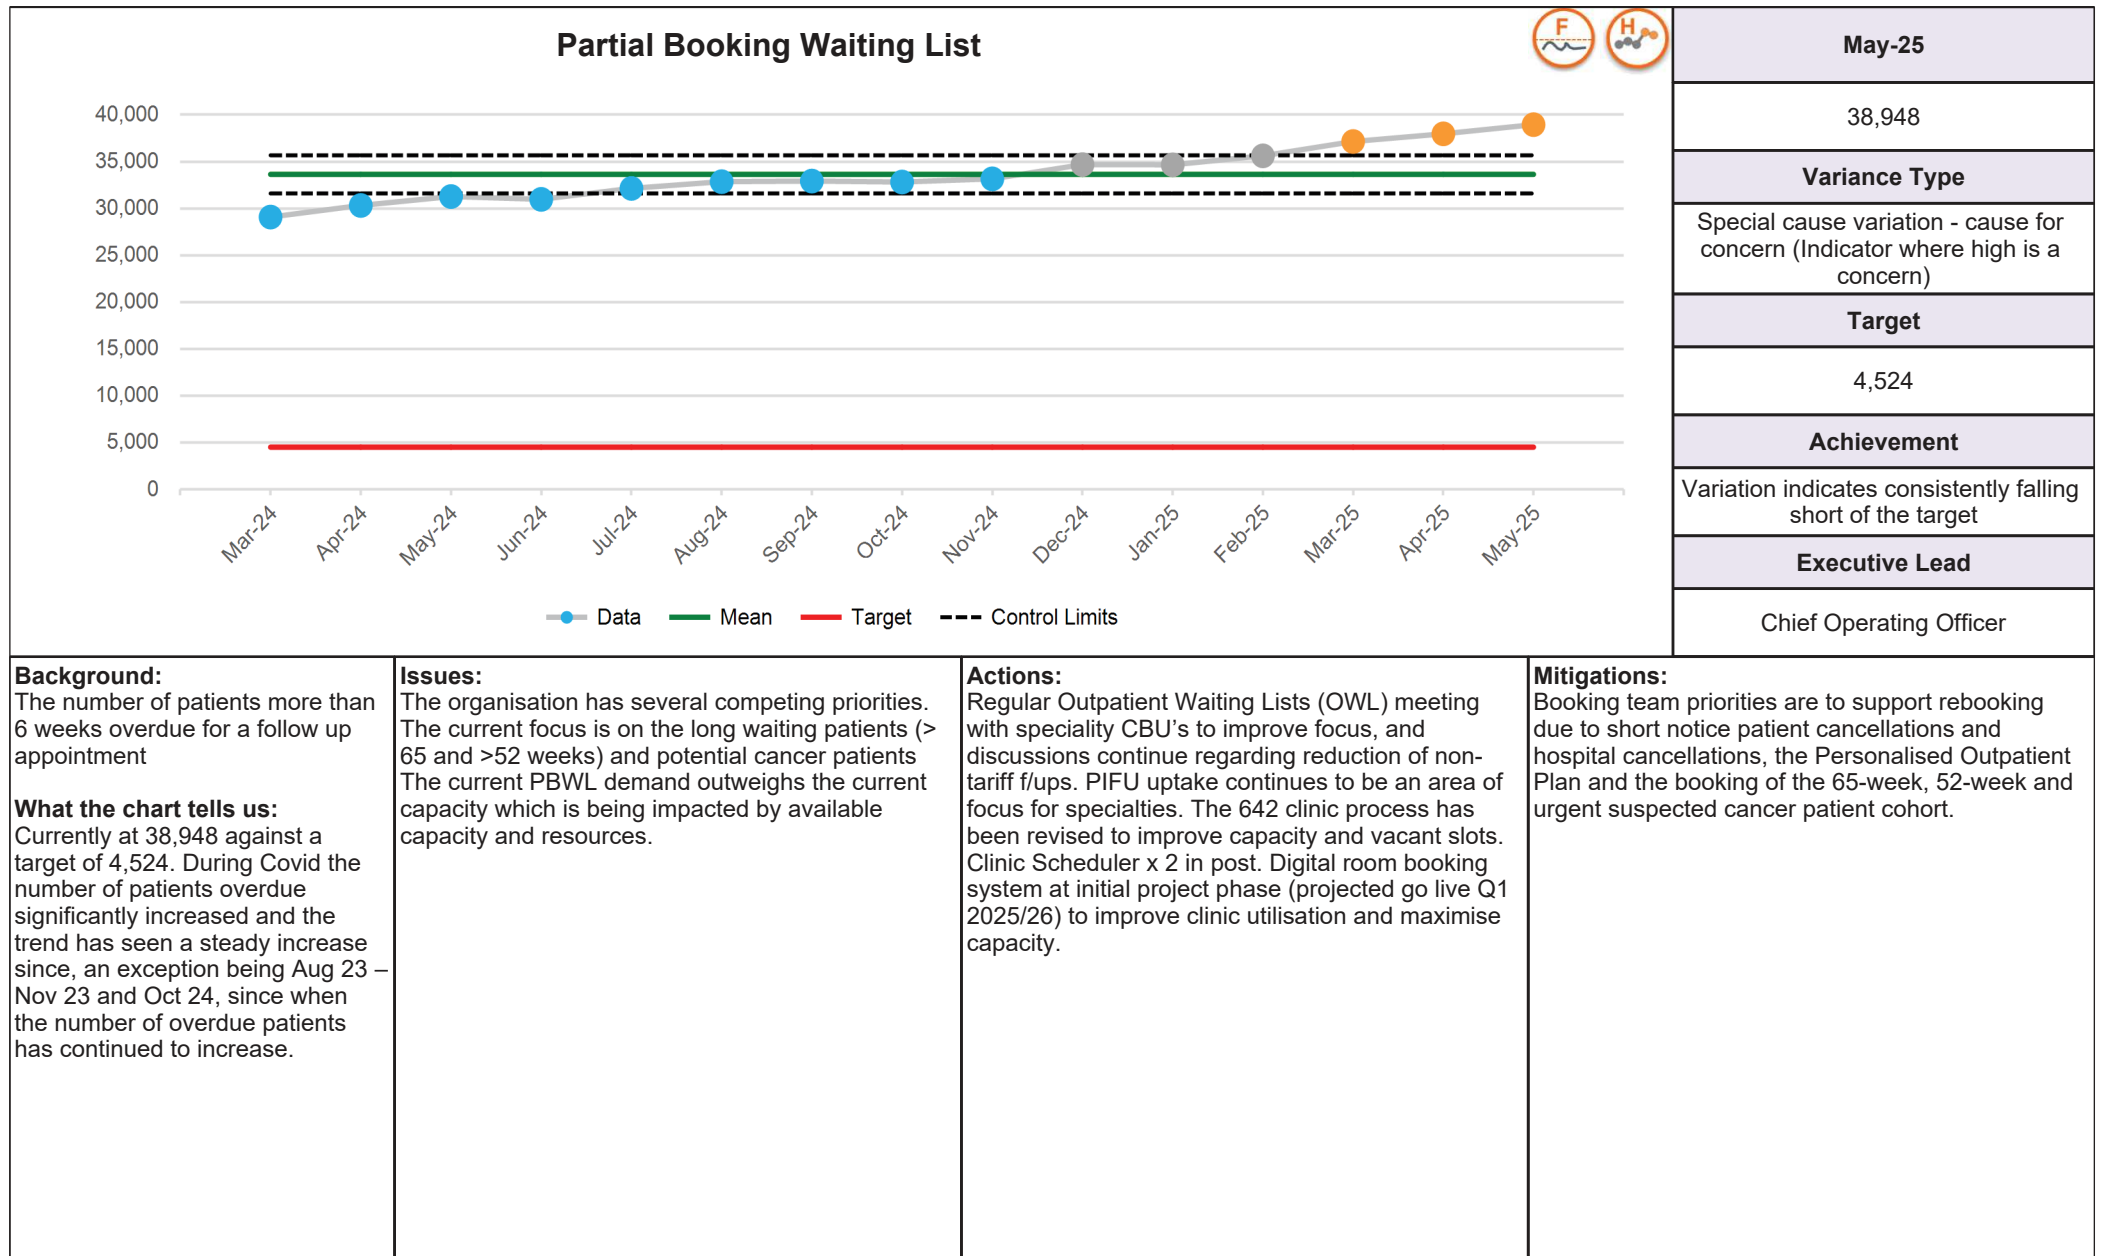 Partial Booking Waiting List
F
H
40,000
35,000
30,000
25,000
20,000
15,000
10,000
5,000
0
Mar-24
Apr-24
May-24
Jun-24
Jul-24
Aug-24
Sep-24
Oct-24
Nov-24
Dec-24
Jan-25
Feb-25
Mar-25
Apr-25
May-25
Data
Mean
Target
Control Limits
May-25
38,948
Variance Type
Special cause variation - cause for
concern (Indicator where high is a
concern)
Target
4,524
Achievement
Variation indicates consistently falling
short of the target
Executive Lead
Chief Operating Officer
Background:
The number of patients more than
6 weeks overdue for a follow up
appointment
What the chart tells us:
Currently at 38,948 against a
target of 4,524. During Covid the
number of patients overdue
significantly increased and the
trend has seen a steady increase
since, an exception being Aug 23 –
Nov 23 and Oct 24, since when
the number of overdue patients
has continued to increase.
Issues:
The organisation has several competing priorities.
The current focus is on the long waiting patients (>
65 and >52 weeks) and potential cancer patients
The current PBWL demand outweighs the current
capacity which is being impacted by available
capacity and resources.
Actions:
Regular Outpatient Waiting Lists (OWL) meeting
with speciality CBU’s to improve focus, and
discussions continue regarding reduction of non-
tariff f/ups. PIFU uptake continues to be an area of
focus for specialties. The 642 clinic process has
been revised to improve capacity and vacant slots.
Clinic Scheduler x 2 in post. Digital room booking
system at initial project phase (projected go live Q1
2025/26) to improve clinic utilisation and maximise
capacity.
Mitigations:
Booking team priorities are to support rebooking
due to short notice patient cancellations and
hospital cancellations, the Personalised Outpatient
Plan and the booking of the 65-week, 52-week and
urgent suspected cancer patient cohort.